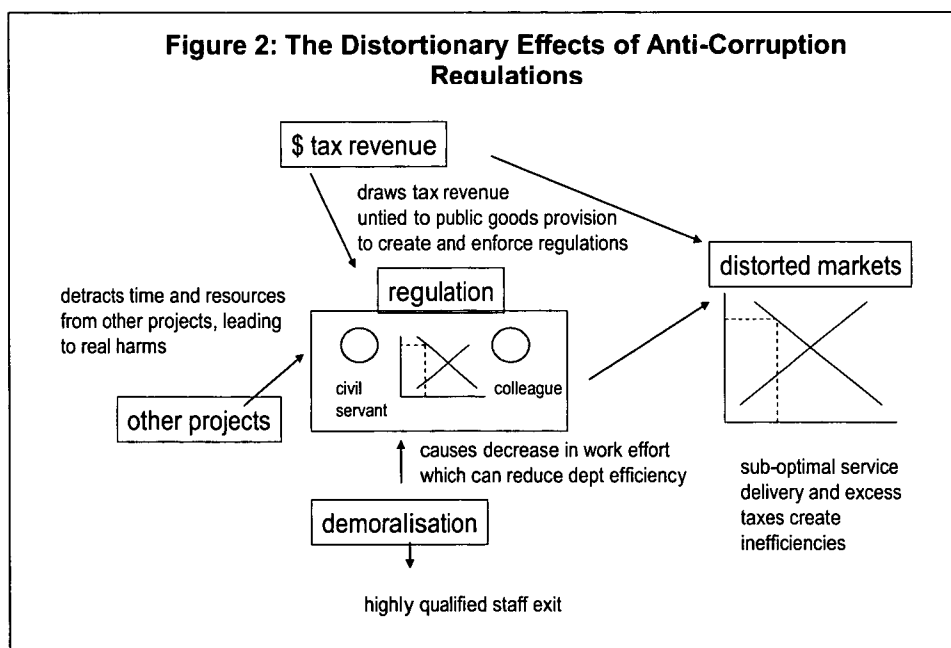 Figure 2: The Distortionary Effects of Anti-Corruption
Regulations
$ tax revenue
draws tax revenue
untied to public goods provision
to create and enforce regulations
distorted markets
regulation
detracts time and resources
from other projects, leading
to real harms
civil
servant
colleague
other projects
causes decrease in work effort
which can reduce dept efficiency
sub-optimal service
delivery and excess
taxes create
inefficiencies
demoralisation
highly qualified staff exit